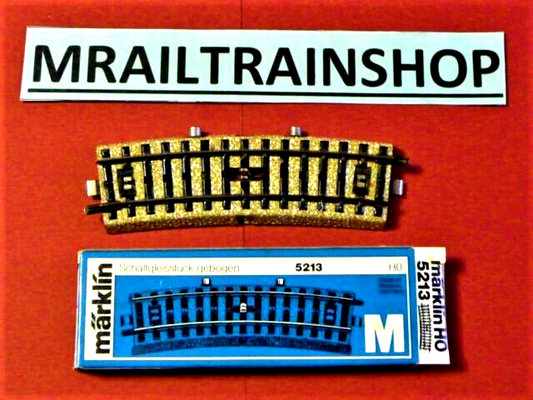 MRAILTRAINSHOP
märklin
Schaltgleisstück gebogen 5213 H0
M
märklin H0
5213